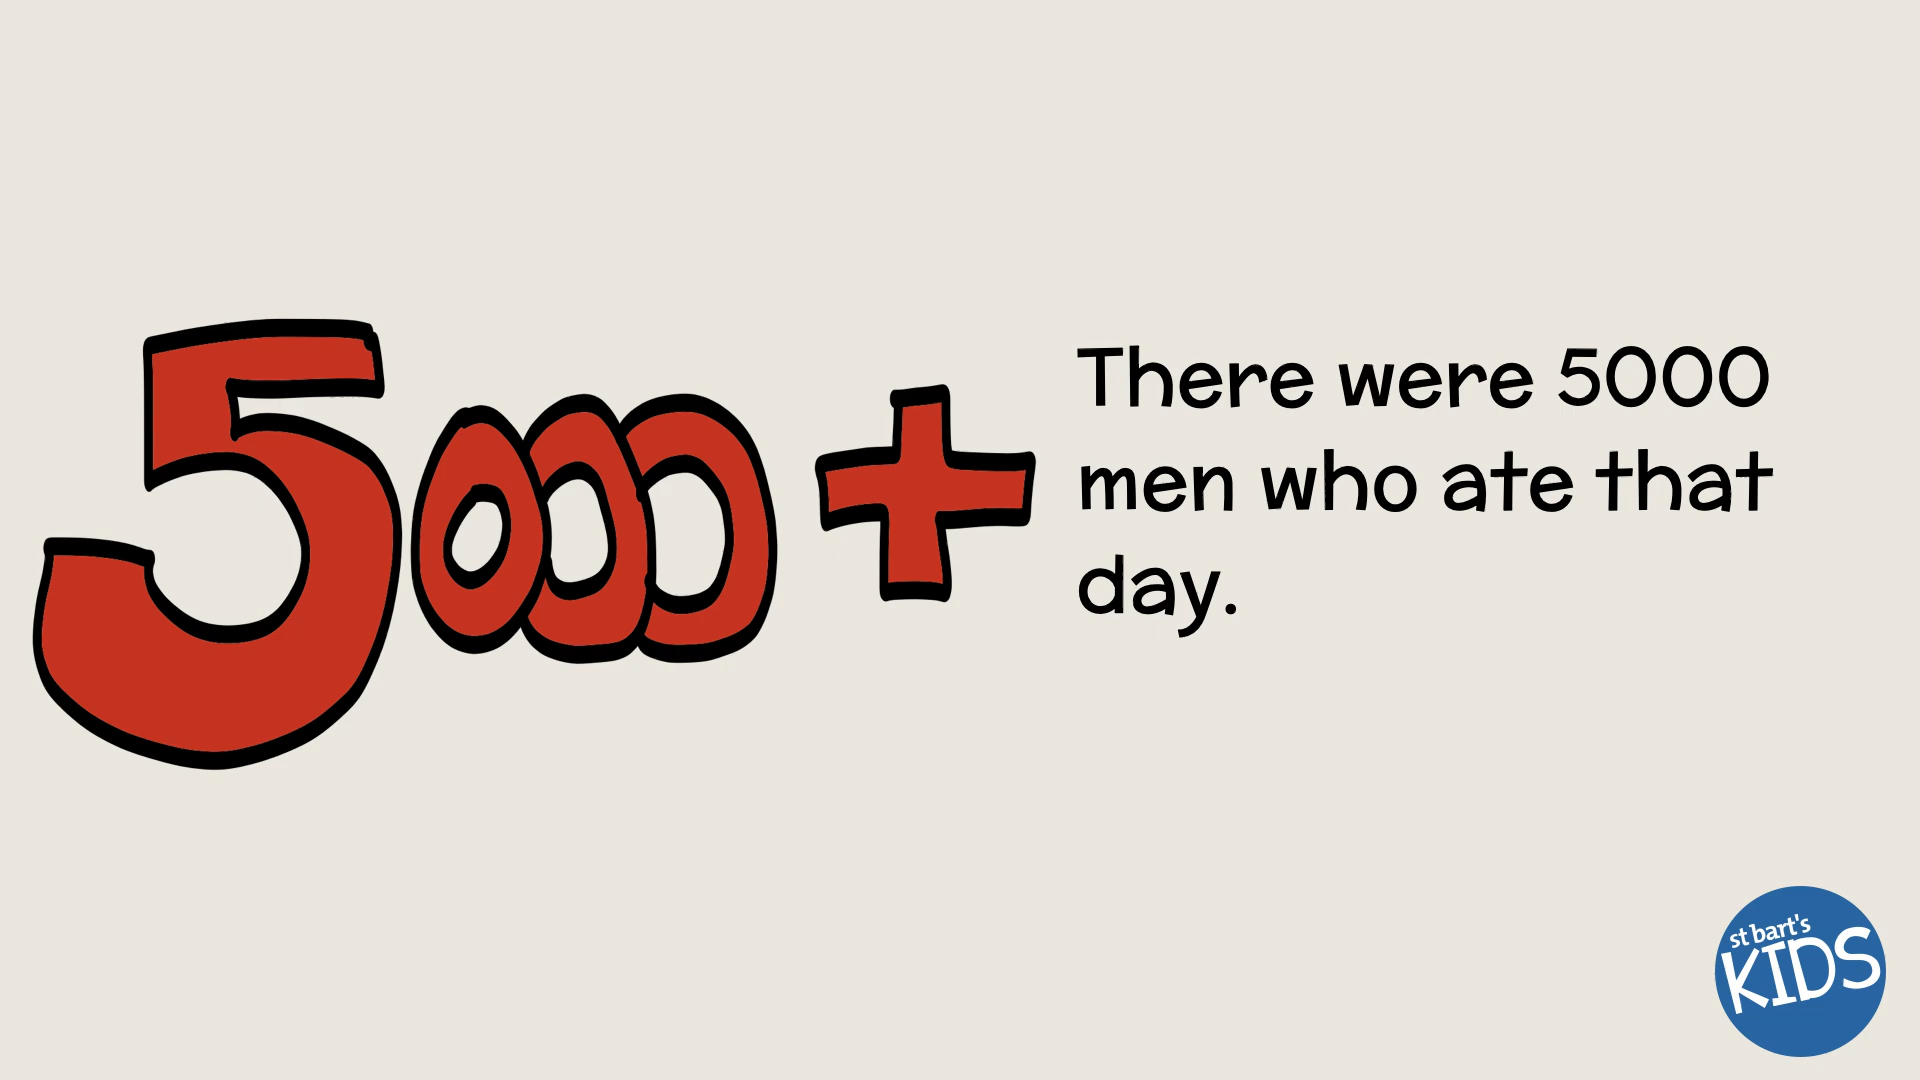 5000+
There were 5000
men who ate that
day.
st bart's
KIDS